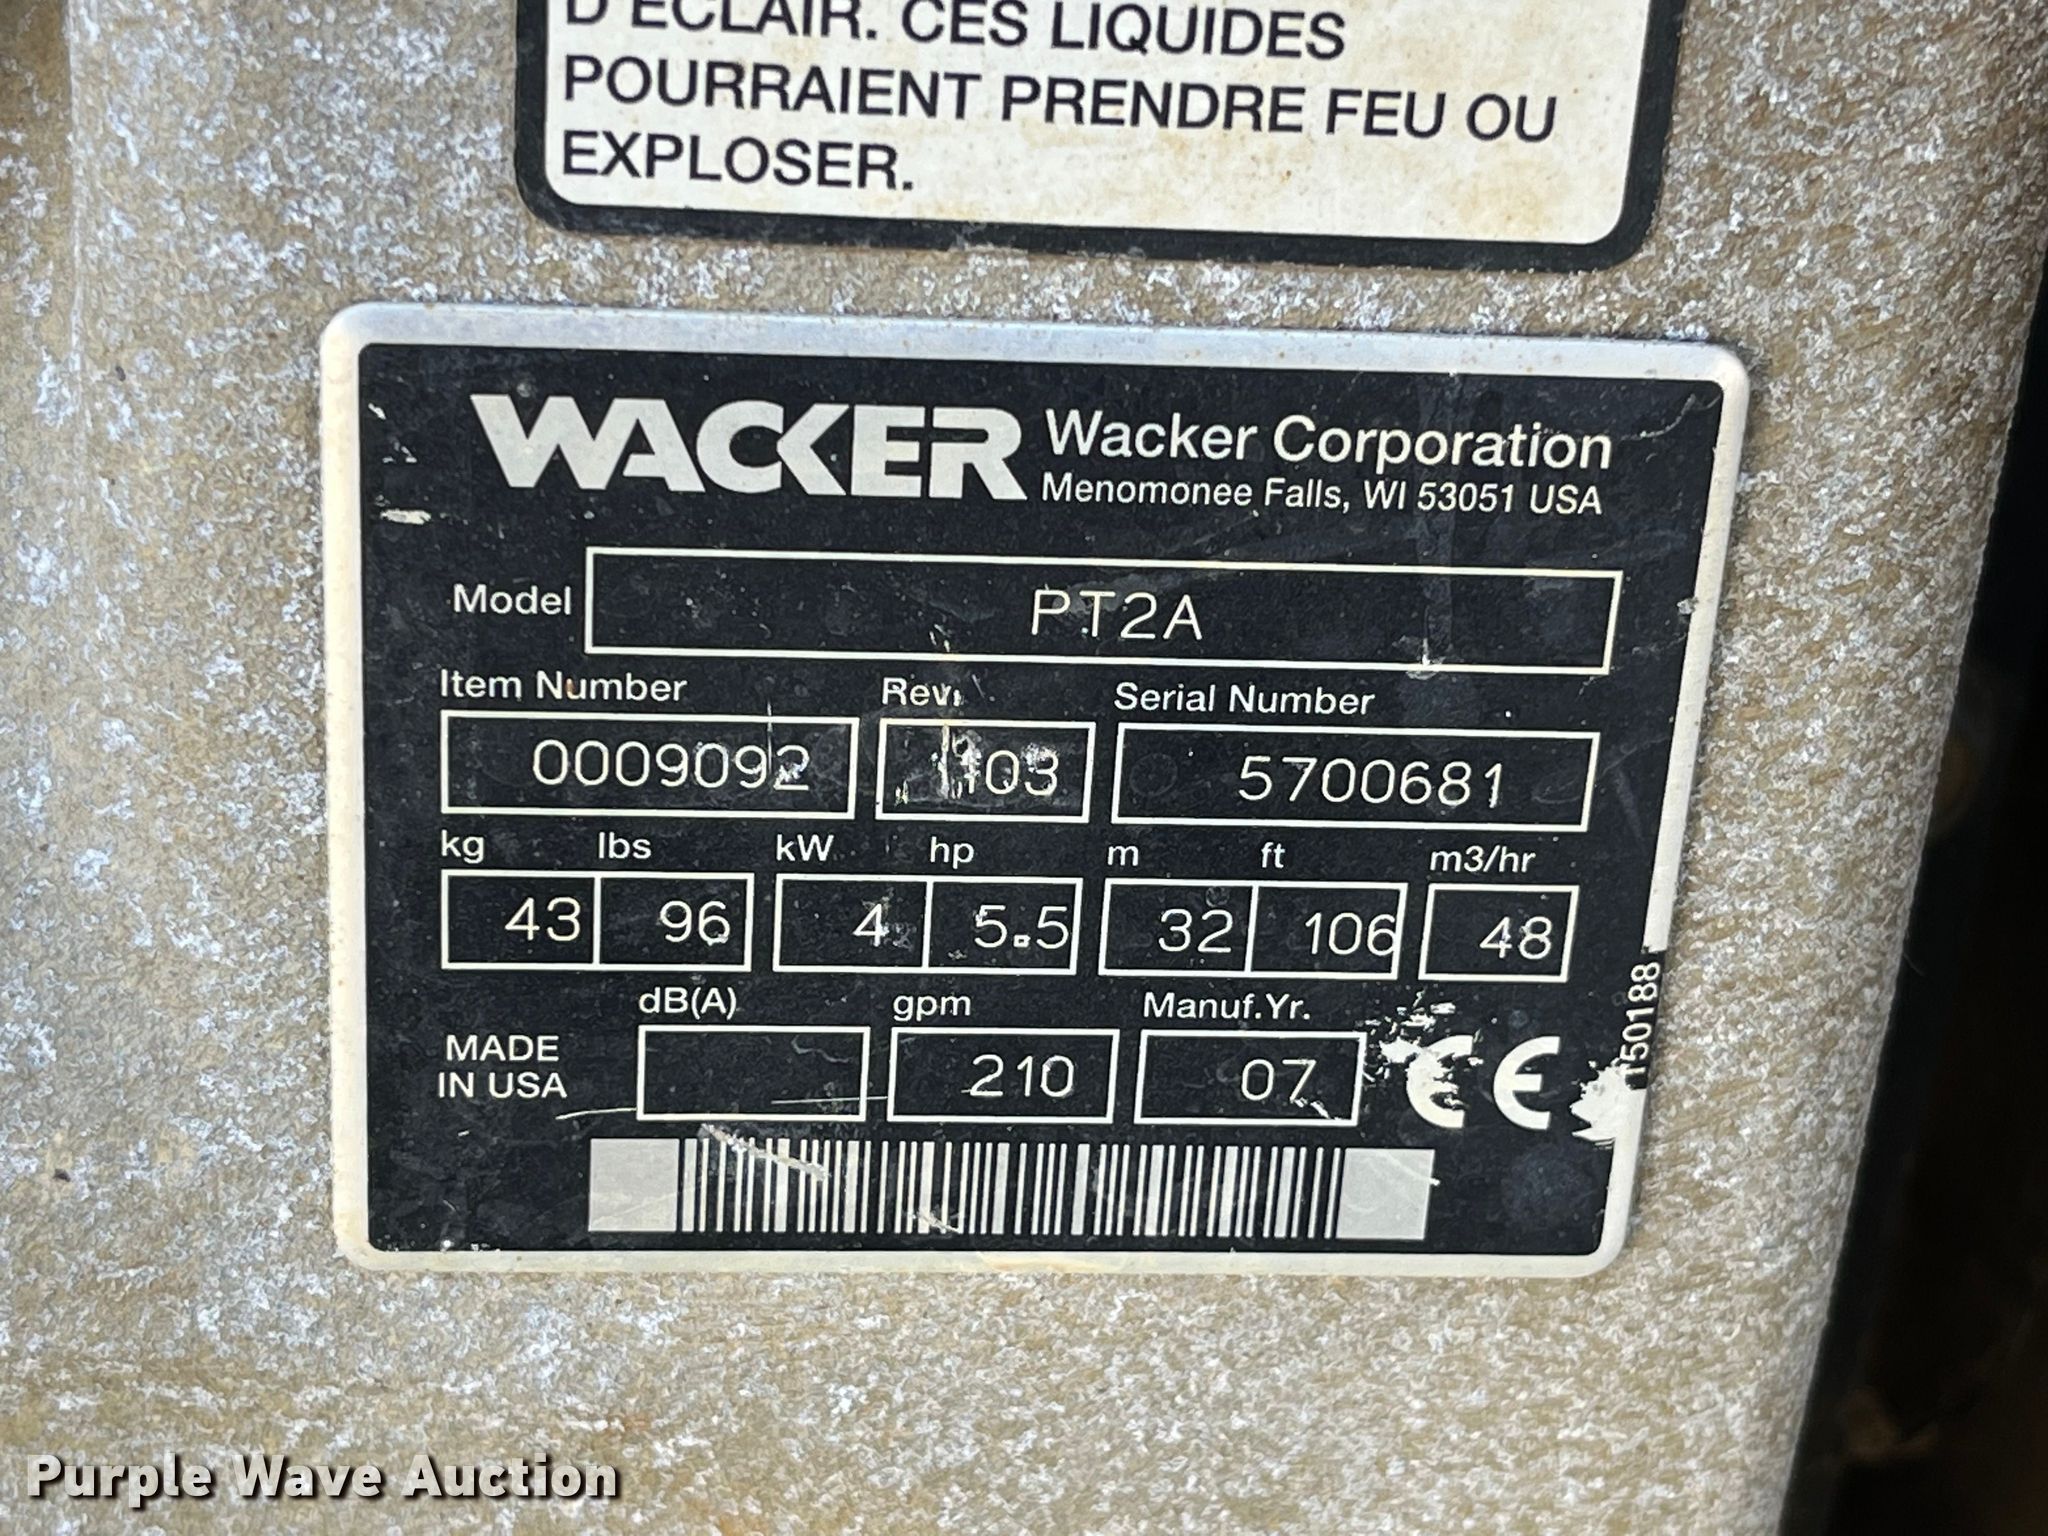 D'ÉCLAIR. CES LIQUIDES
POURRAIENT PRENDRE FEU OU
EXPLOSER.
WACKER Wacker Corporation
Menomonee Falls, WI 53051 USA
Model PT2A
Item Number Rev. Serial Number
0009092 103 5700681
kg lbs kW hp m ft m3/hr
43 96 4 5.5 32 106 48
dB(A) gpm Manuf.Yr.
MADE
IN USA
210 07 CE
150188
Purple Wave Auction